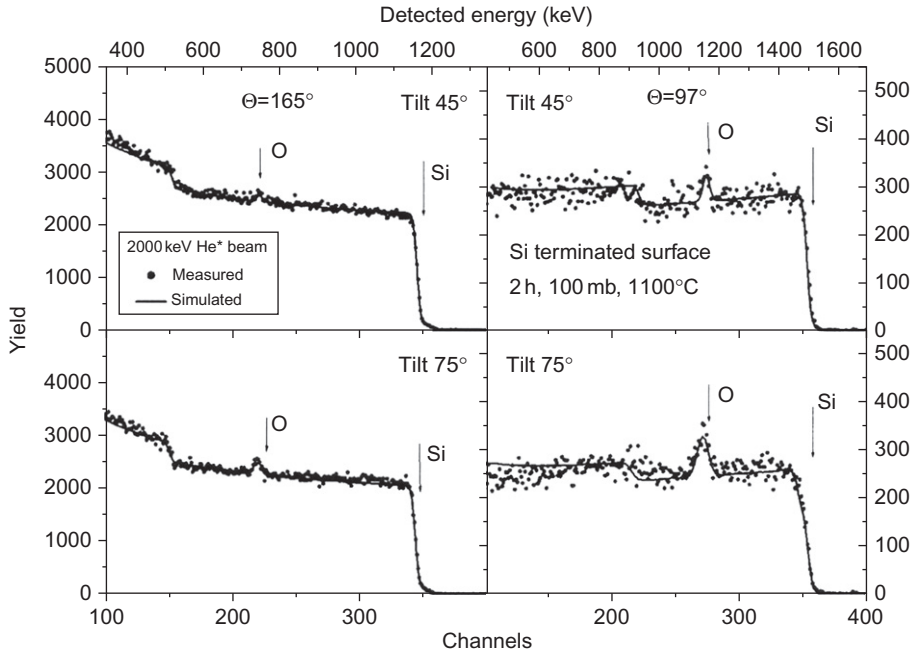 Detected energy (keV)
400 600 800 1000 1200 1400
600 800 1000 1200 1400 1600
5000
4000
3000
2000
1000
0
Θ=165°
Tilt 45°
O
Si
2000 keV He* beam
Measured
Simulated
Tilt 45°
Θ=97°
O
Si
Si terminated surface
2 h, 100 mb, 1100°C
500
400
300
200
100
0
Yield
4000
3000
2000
1000
0
Tilt 75°
O
Si
Tilt 75°
O
Si
500
400
300
200
100
0
100 200 300
200 300 400
Channels